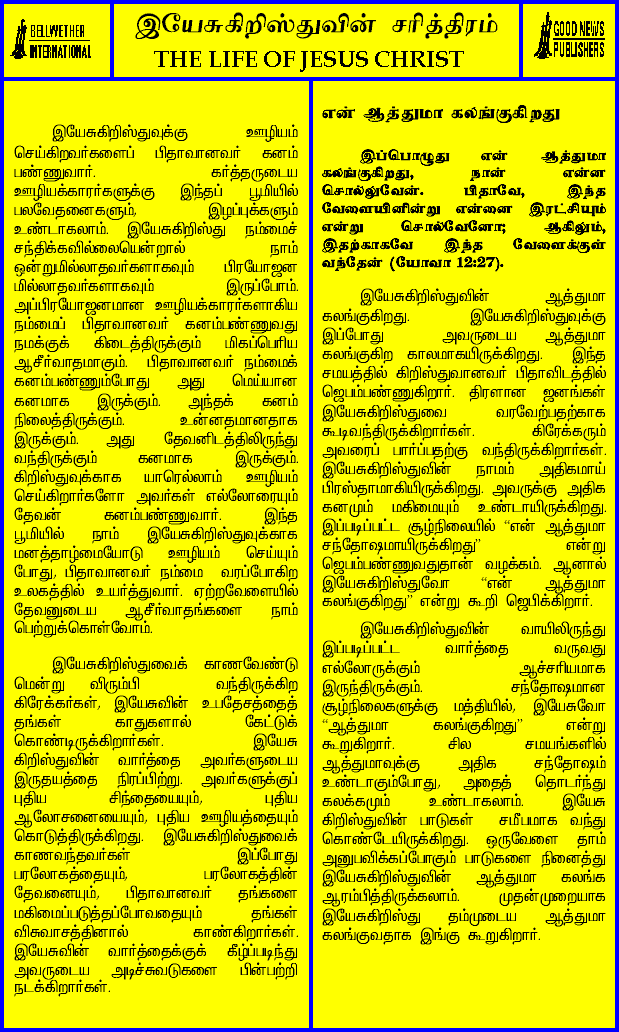 BELLWETHER
INTERNATIONAL
இயேசுகிறிஸ்துவின் சரித்திரம்
THE LIFE OF JESUS CHRIST
GOOD NEWS
PUBLISHERS
இயேசுகிறிஸ்துவுக்கு ஊழியம்
செய்கிறவர்களைப் பிதாவானவர் கனம்
பண்ணுவார். கர்த்தருடைய
ஊழியக்காரர்களுக்கு இந்தப் பூமியில்
பலவேதனைகளும், இழப்புக்களும்
உண்டாகலாம். இயேசுகிறிஸ்து நம்மைச்
சந்திக்கவில்லையென்றால் நாம்
ஒன்றுமில்லாதவர்களாகவும் பிரயோஜன
மில்லாதவர்களாகவும் இருப்போம்.
அப்பிரயோஜனமான ஊழியக்காரர்களாகிய
நம்மைப் பிதாவானவர் கனம்பண்ணுவது
நமக்குக் கிடைத்திருக்கும் மிகப்பெரிய
ஆசீர்வாதமாகும். பிதாவானவர் நம்மைக்
கனம்பண்ணும்போது அது மெய்யான
கனமாக இருக்கும். அந்தக் கனம்
நிலைத்திருக்கும். உன்னதமானதாக
இருக்கும். அது தேவனிடத்திலிருந்து
வந்திருக்கும் கனமாக இருக்கும்.
கிறிஸ்துவுக்காக யாரெல்லாம் ஊழியம்
செய்கிறார்களோ அவர்கள் எல்லோரையும்
தேவன் கனம்பண்ணுவார். இந்த
பூமியில் நாம் இயேசுகிறிஸ்துவுக்காக
மனத்தாழ்மையோடு ஊழியம் செய்யும்
போது, பிதாவானவர் நம்மை வரப்போகிற
உலகத்தில் உயர்த்துவார். ஏற்றவேளையில்
தேவனுடைய ஆசீர்வாதங்களை நாம்
பெற்றுக்கொள்வோம்.
இயேசுகிறிஸ்துவைக் காணவேண்டு
மென்று விரும்பி வந்திருக்கிற
கிரேக்கர்கள், இயேசுவின் உபதேசத்தைத்
தங்கள் காதுகளால் கேட்டுக்
கொண்டிருக்கிறார்கள். இயேசு
கிறிஸ்துவின் வார்த்தை அவர்களுடைய
இருதயத்தை நிரப்பிற்று. அவர்களுக்குப்
புதிய சிந்தையையும், புதிய
ஆலோசனையையும், புதிய ஊழியத்தையும்
கொடுத்திருக்கிறது. இயேசுகிறிஸ்துவைக்
காணவந்தவர்கள் இப்போது
பரலோகத்தையும், பரலோகத்தின்
தேவனையும், பிதாவானவர் தங்களை
மகிமைப்படுத்தப்போவதையும் தங்கள்
விசுவாசத்தினால் காண்கிறார்கள்.
இயேசுவின் வார்த்தைக்குக் கீழ்ப்படிந்து
அவருடைய அடிச்சுவடுகளை பின்பற்றி
நடக்கிறார்கள்.
என் ஆத்துமா கலங்குகிறது
இப்பொழுது என் ஆத்துமா
கலங்குகிறது, நான் என்ன
சொல்லுவேன். பிதாவே, இந்த
வேளையினின்று என்னை இரட்சியும்
என்று சொல்வேனோ; ஆகிலும்,
இதற்காகவே இந்த வேளைக்குள்
வந்தேன் (யோவா 12:27).
இயேசுகிறிஸ்துவின் ஆத்துமா
கலங்குகிறது. இயேசுகிறிஸ்துவுக்கு
இப்போது அவருடைய ஆத்துமா
கலங்குகிற காலமாகயிருக்கிறது. இந்த
சமயத்தில் கிறிஸ்துவானவர் பிதாவிடத்தில்
ஜெபம்பண்ணுகிறார். திரளான ஜனங்கள்
இயேசுகிறிஸ்துவை வரவேற்பதற்காக
கூடிவந்திருக்கிறார்கள். கிரேக்கரும்
அவரைப் பார்ப்பதற்கு வந்திருக்கிறார்கள்.
இயேசுகிறிஸ்துவின் நாமம் அதிகமாய்
பிரஸ்தாமாகியிருக்கிறது. அவருக்கு அதிக
கனமும் மகிமையும் உண்டாயிருக்கிறது.
இப்படிப்பட்ட சூழ்நிலையில் “என் ஆத்துமா
சந்தோஷமாயிருக்கிறது” என்று
ஜெபம்பண்ணுவதுதான் வழக்கம். ஆனால்
இயேசுகிறிஸ்துவோ “என் ஆத்துமா
கலங்குகிறது” என்று கூறி ஜெபிக்கிறார்.
இயேசுகிறிஸ்துவின் வாயிலிருந்து
இப்படிப்பட்ட வார்த்தை வருவது
எல்லோருக்கும் ஆச்சரியமாக
இருந்திருக்கும். சந்தோஷமான
சூழ்நிலைகளுக்கு மத்தியில், இயேசுவோ
“ஆத்துமா கலங்குகிறது” என்று
கூறுகிறார். சில சமயங்களில்
ஆத்துமாவுக்கு அதிக சந்தோஷம்
உண்டாகும்போது, அதைத் தொடர்ந்து
கலக்கமும் உண்டாகலாம். இயேசு
கிறிஸ்துவின் பாடுகள் சமீபமாக வந்து
கொண்டேயிருக்கிறது. ஒருவேளை தாம்
அனுபவிக்கப்போகும் பாடுகளை நினைத்து
இயேசுகிறிஸ்துவின் ஆத்துமா கலங்க
ஆரம்பித்திருக்கலாம். முதன்முறையாக
இயேசுகிறிஸ்து தம்முடைய ஆத்துமா
கலங்குவதாக இங்கு கூறுகிறார்.